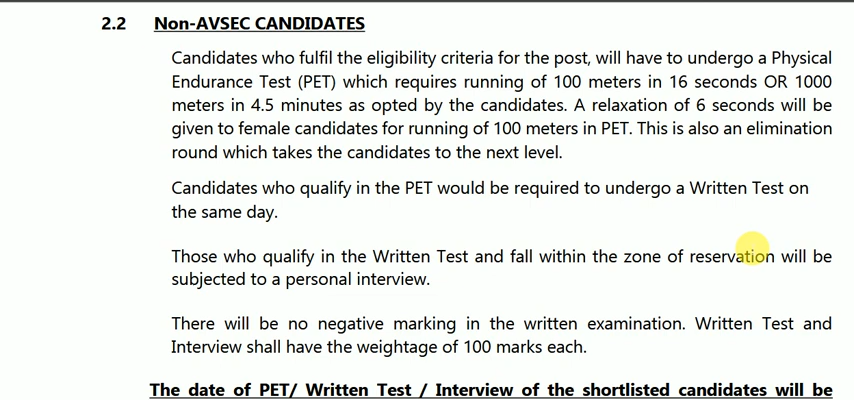 2.2 Non-AVSEC CANDIDATES
Candidates who fulfil the eligibility criteria for the post, will have to undergo a Physical
Endurance Test (PET) which requires running of 100 meters in 16 seconds OR 1000
meters in 4.5 minutes as opted by the candidates. A relaxation of 6 seconds will be
given to female candidates for running of 100 meters in PET. This is also an elimination
round which takes the candidates to the next level.
Candidates who qualify in the PET would be required to undergo a Written Test on
the same day.
Those who qualify in the Written Test and fall within the zone of reservation will be
subjected to a personal interview.
There will be no negative marking in the written examination. Written Test and
Interview shall have the weightage of 100 marks each.
The date of PET/ Written Test / Interview of the shortlisted candidates will be